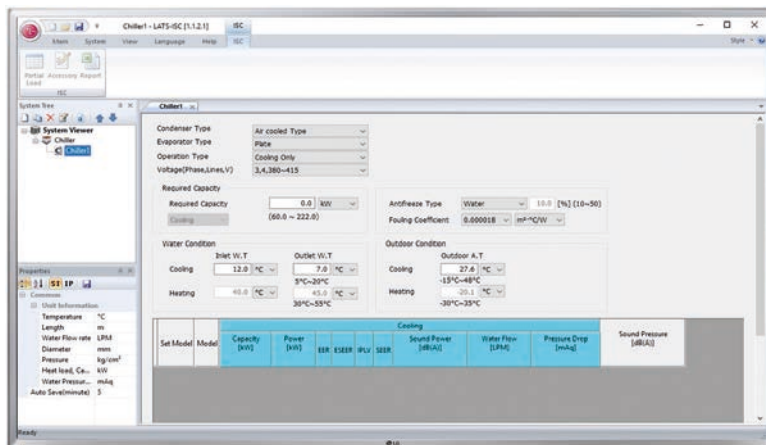 Chiller1 - LATS-ISC [1.1.2.1] ISC
Main System View Language Help ISC Style
Partial Load Accessory Report
ISC
System Tree
System Viewer
Chiller
Chiller1
Chiller1
Condenser Type Air cooled Type
Evaporator Type Plate
Operation Type Cooling Only
Voltage(Phase,Lines,V) 3,4,380~415
Required Capacity
Required Capacity 0.0 kW
Cooling (60.0 ~ 222.0)
Antifreeze Type Water 10.0 [%] (10~50)
Fouling Coefficient 0.000018 m²·°C/W
Water Condition
Inlet W.T Outlet W.T
Cooling 12.0 °C 7.0 °C
5°C~20°C
Heating 40.0 °C 45.0 °C
30°C~55°C
Outdoor Condition
Outdoor A.T
Cooling 27.6 °C
-15°C~48°C
Heating -20.1 °C
-30°C~35°C
Properties
ST IP
Common
Unit Information
Temperature °C
Length m
Water Flow rate LPM
Diameter mm
Pressure kg/cm²
Heat load, Ca... kW
Water Pressur... mAq
Auto Save(minute) 5
Cooling
Set Model Model Capacity [kW] Power [kW] EER ESEER IPLV SEER Sound Power [dB(A)] Water Flow [LPM] Pressure Drop [mAq] Sound Pressure [dB(A)]
Ready